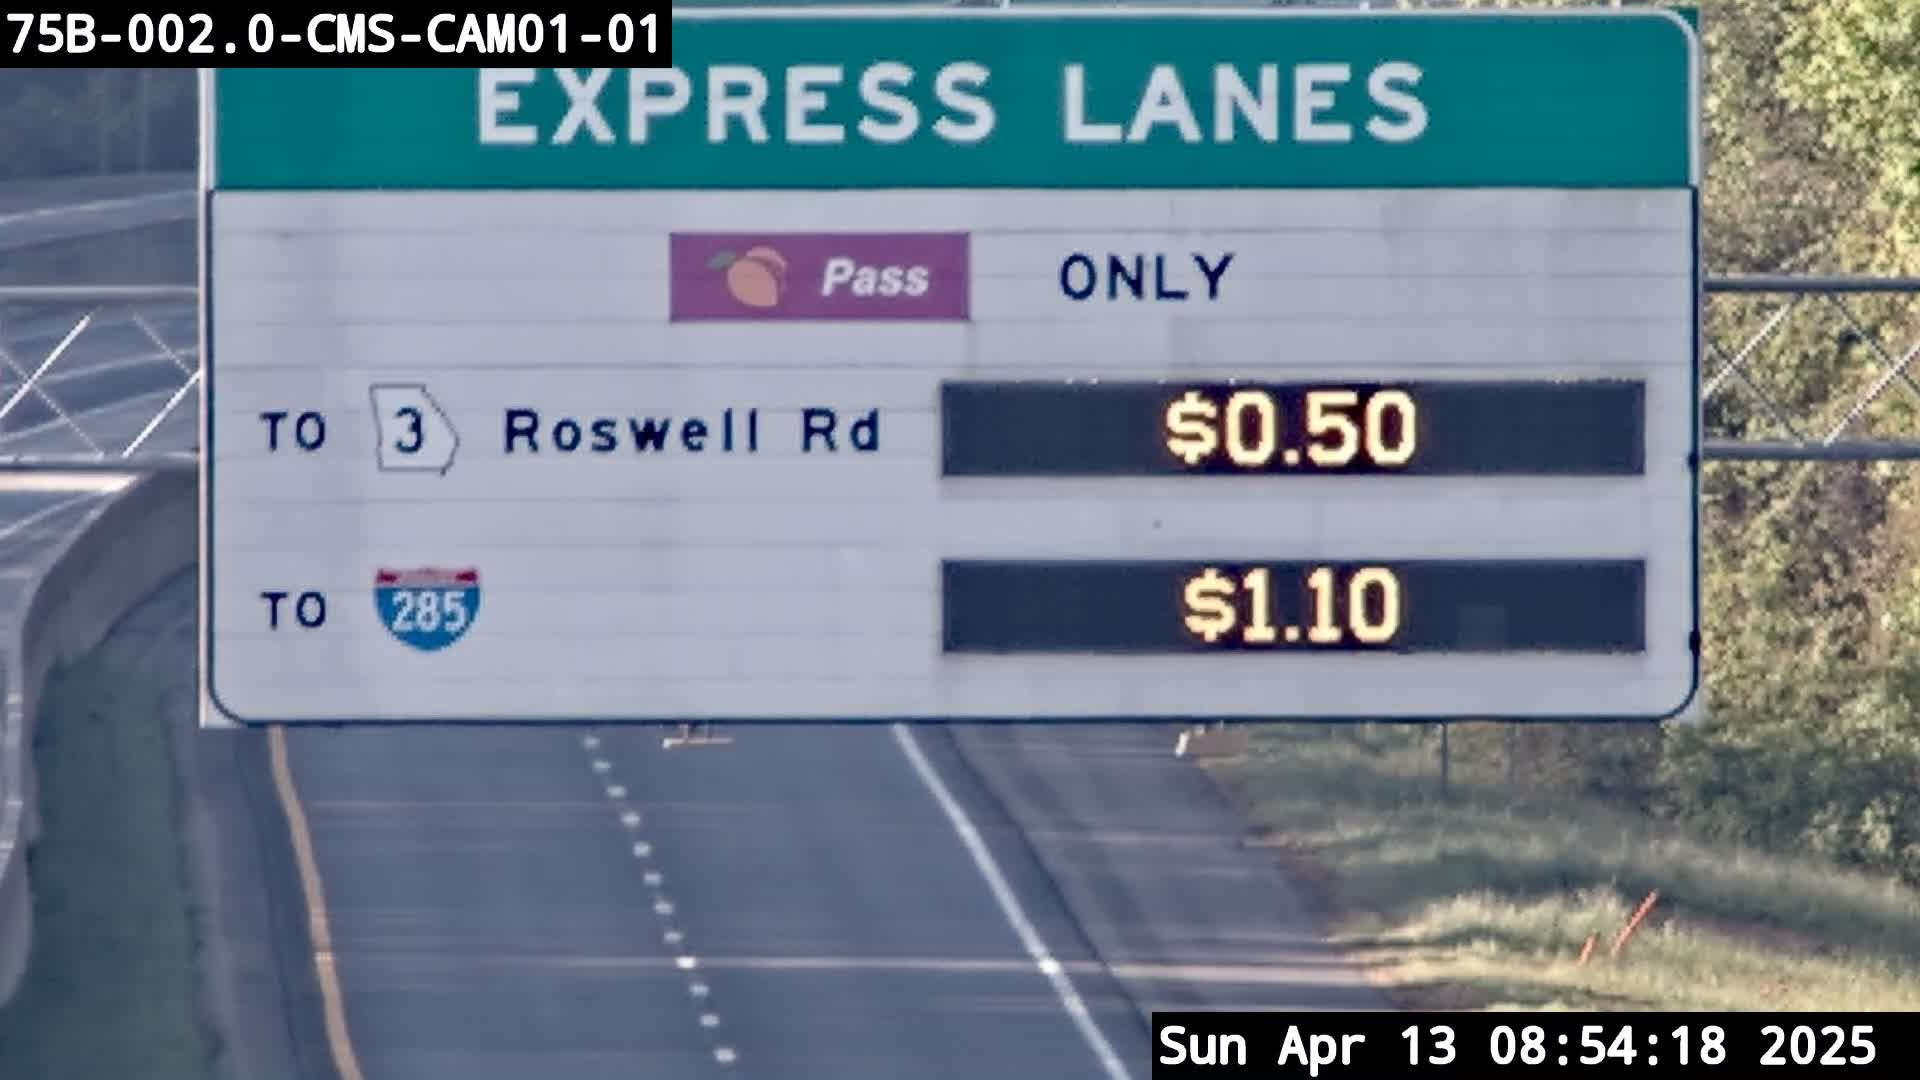 75B-002.0-CMS-CAM01-01
EXPRESS LANES
Pass ONLY
TO 3 Roswell Rd $0.50
TO 285 $1.10
Sun Apr 13 08:54:18 2025